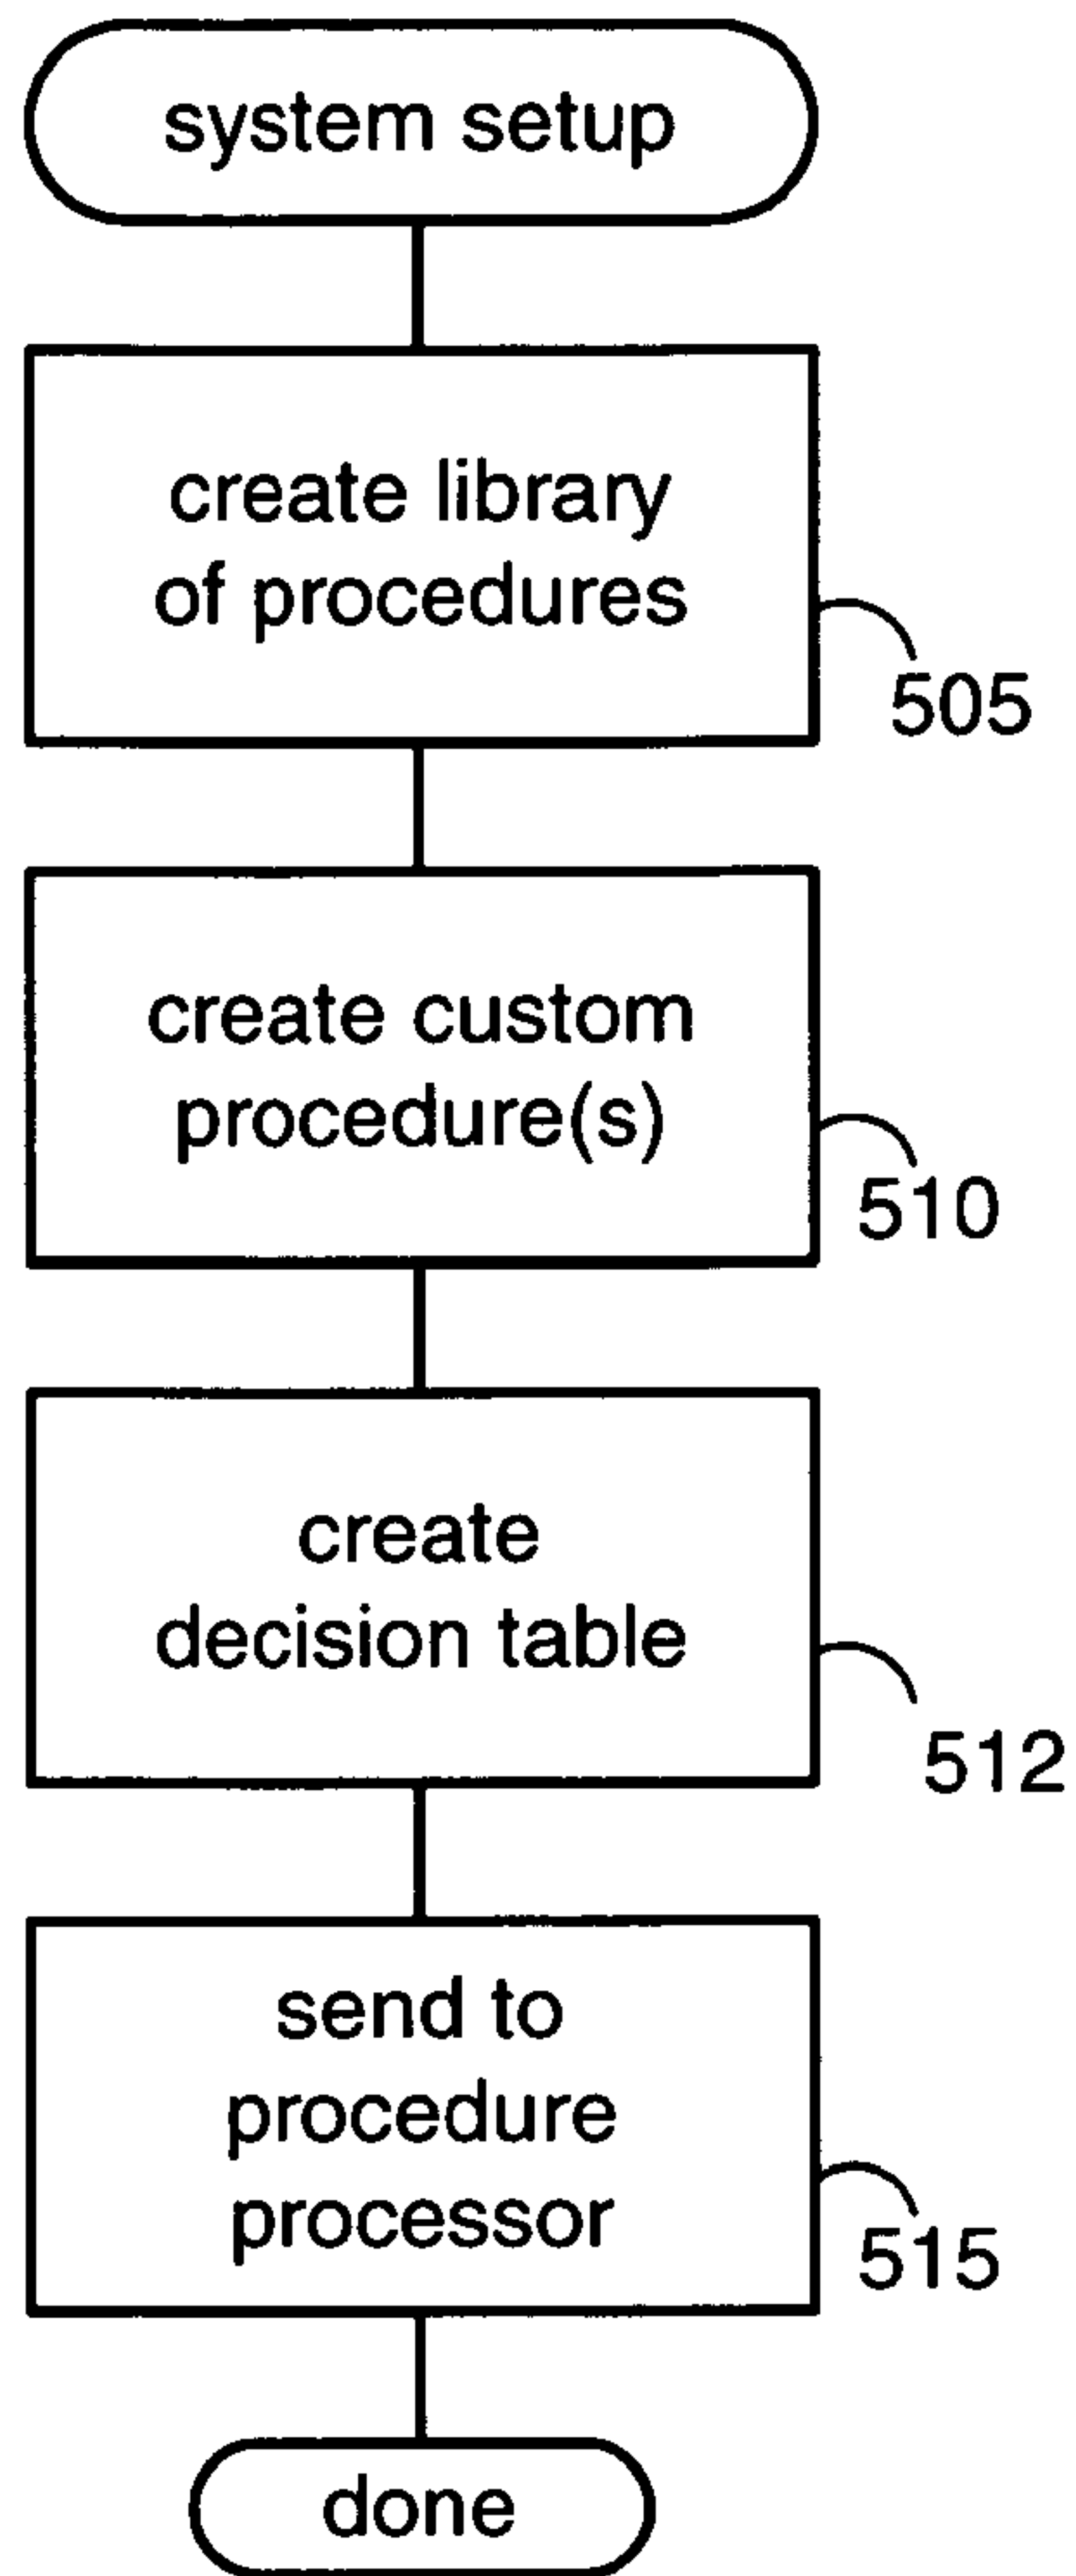 system setup
create library
of procedures
505
create custom
procedure(s)
510
create
decision table
512
send to
procedure
processor
515
done